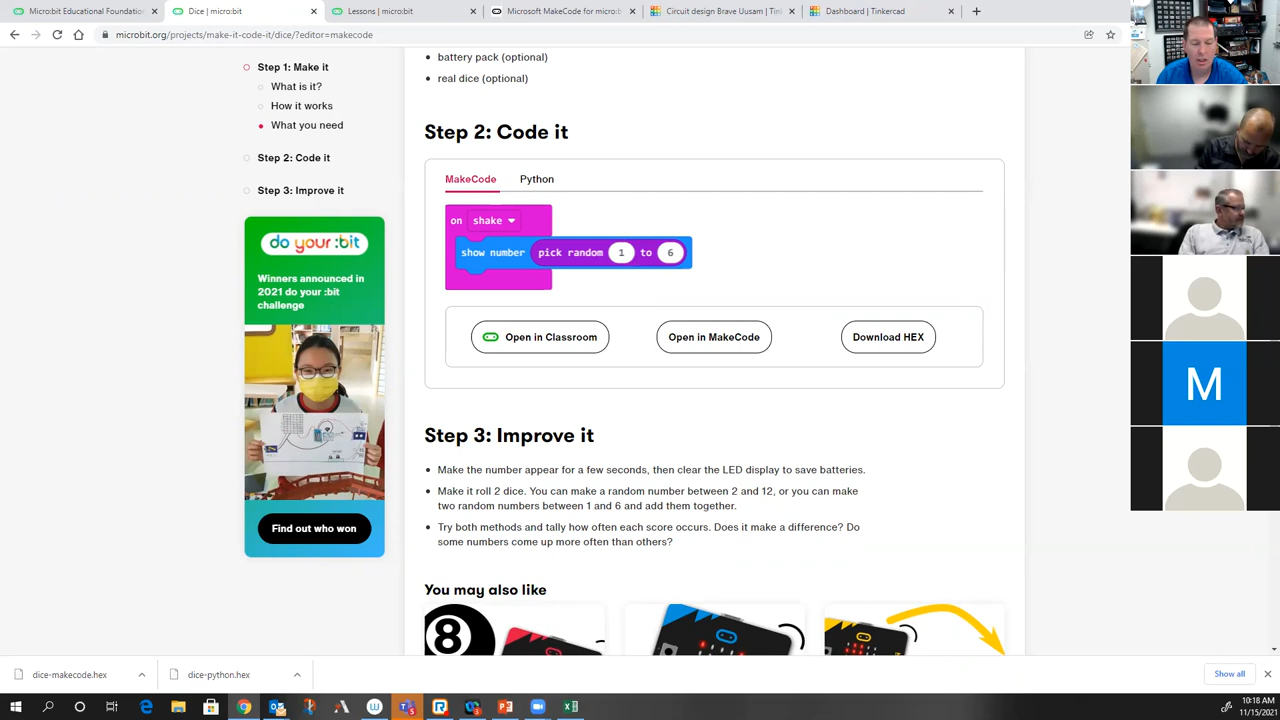 Micro:bit Educational Foundation
Dice | micro:bit
Lessons | micro:bit
Microsoft MakeCode for micro:b
Circuit design Brave Uusam | Tin
Dashboard | Tinkercad
microbit.org/projects/make-it-code-it/dice/?editor=makecode
Step 1: Make it
What is it?
How it works
What you need
Step 2: Code it
Step 3: Improve it
do your :bit
Winners announced in
2021 do your :bit
challenge
Find out who won
battery pack (optional)
real dice (optional)
Step 2: Code it
MakeCode Python
on shake
show number pick random 1 to 6
Open in Classroom
Open in MakeCode
Download HEX
Step 3: Improve it
Make the number appear for a few seconds, then clear the LED display to save batteries.
Make it roll 2 dice. You can make a random number between 2 and 12, or you can make
two random numbers between 1 and 6 and add them together.
Try both methods and tally how often each score occurs. Does it make a difference? Do
some numbers come up more often than others?
You may also like
8
M
dice-makecode.hex
dice-python.hex
Show all
10:18 AM
11/15/2021